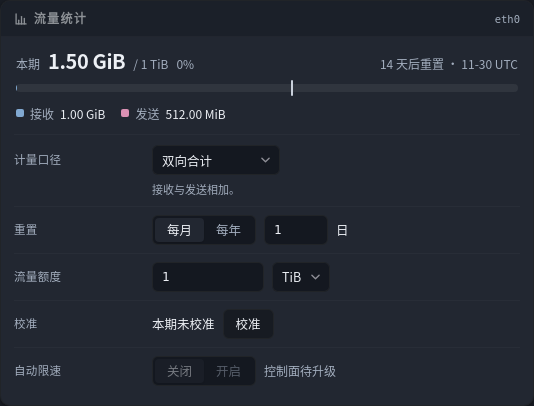 流量统计 eth0
本期 1.50 GiB / 1 TiB 0% 14 天后重置 · 11-30 UTC
接收 1.00 GiB 发送 512.00 MiB
计量口径 双向合计
接收与发送相加。
重置 每月 每年 1 日
流量额度 1 TiB
校准 本期未校准 校准
自动限速 关闭 开启 控制面待升级